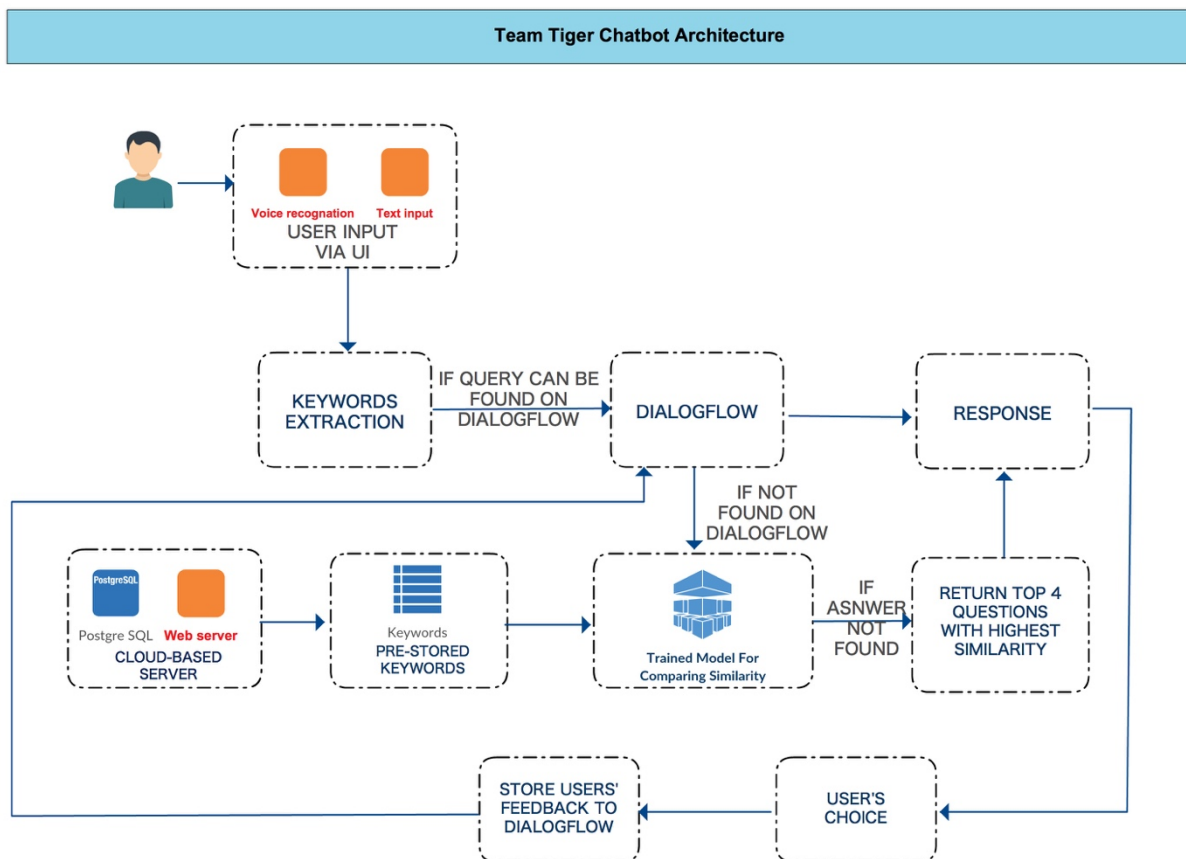 Team Tiger Chatbot Architecture
Voice recognation
Text input
USER INPUT
VIA UI
KEYWORDS
EXTRACTION
IF QUERY CAN BE
FOUND ON
DIALOGFLOW
DIALOGFLOW
RESPONSE
IF NOT
FOUND ON
DIALOGFLOW
PostgreSQL
Postgre SQL
Web server
CLOUD-BASED
SERVER
Keywords
PRE-STORED
KEYWORDS
Trained Model For
Comparing Similarity
IF
ASNWER
NOT
FOUND
RETURN TOP 4
QUESTIONS
WITH HIGHEST
SIMILARITY
STORE USERS'
FEEDBACK TO
DIALOGFLOW
USER'S
CHOICE